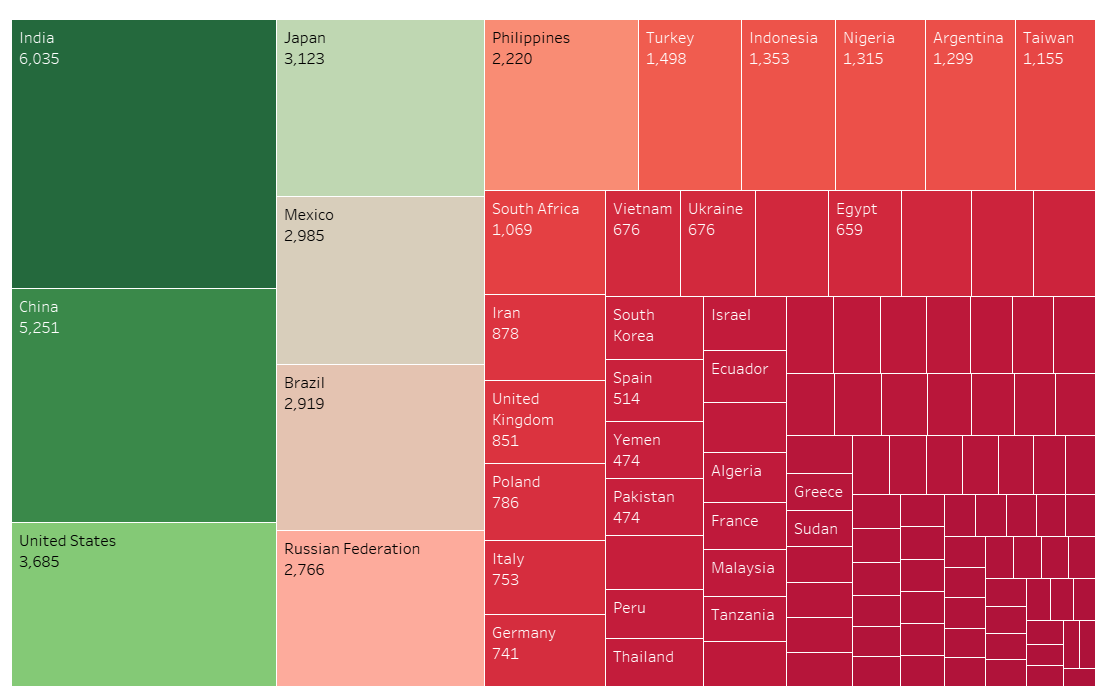 India
6,035
China
5,251
United States
3,685
Japan
3,123
Mexico
2,985
Brazil
2,919
Russian Federation
2,766
Philippines
2,220
Turkey
1,498
Indonesia
1,353
Nigeria
1,315
Argentina
1,299
Taiwan
1,155
South Africa
1,069
Iran
878
United
Kingdom
851
Poland
786
Italy
753
Germany
741
Vietnam
676
Ukraine
676
Egypt
659
South
Korea
Spain
514
Yemen
474
Pakistan
474
Peru
Thailand
Israel
Ecuador
Algeria
France
Malaysia
Tanzania
Greece
Sudan